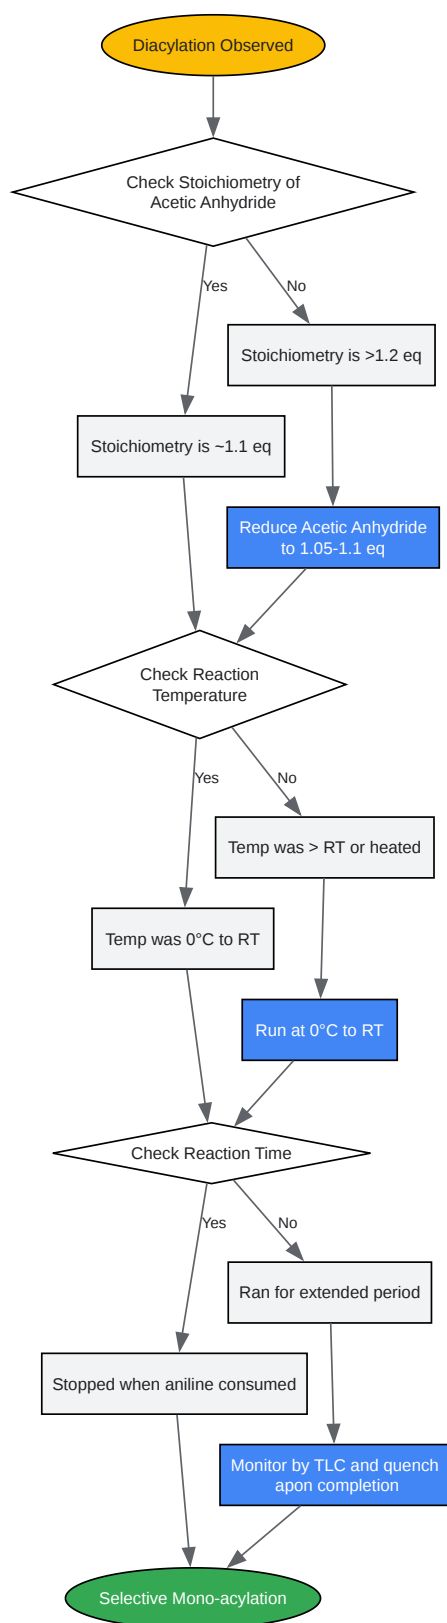 Diacylation Observed
Check Stoichiometry of
Acetic Anhydride
Yes
No
Stoichiometry is >1.2 eq
Stoichiometry is ~1.1 eq
Reduce Acetic Anhydride
to 1.05-1.1 eq
Check Reaction
Temperature
Yes
No
Temp was > RT or heated
Temp was 0°C to RT
Run at 0°C to RT
Check Reaction Time
Yes
No
Ran for extended period
Stopped when aniline consumed
Monitor by TLC and quench
apon completion
Selective Mono-acylation